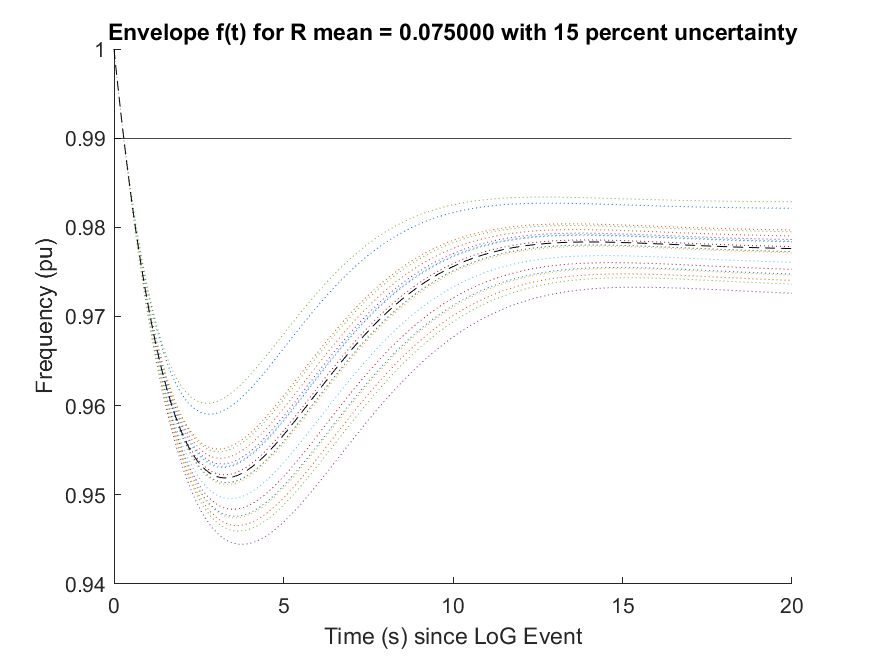 Envelope f(t) for R mean = 0.075000 with 15 percent uncertainty
1
0.99
0.98
0.97
0.96
0.95
0.94
Frequency (pu)
0 5 10 15 20
Time (s) since LoG Event